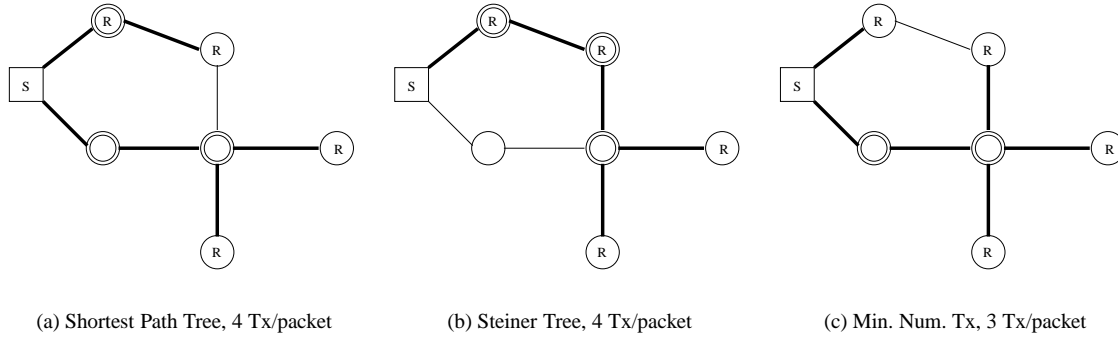 R
R
S
R
R
R
R
S
R
R
R
R
S
R
R
(a) Shortest Path Tree, 4 Tx/packet
(b) Steiner Tree, 4 Tx/packet
(c) Min. Num. Tx, 3 Tx/packet